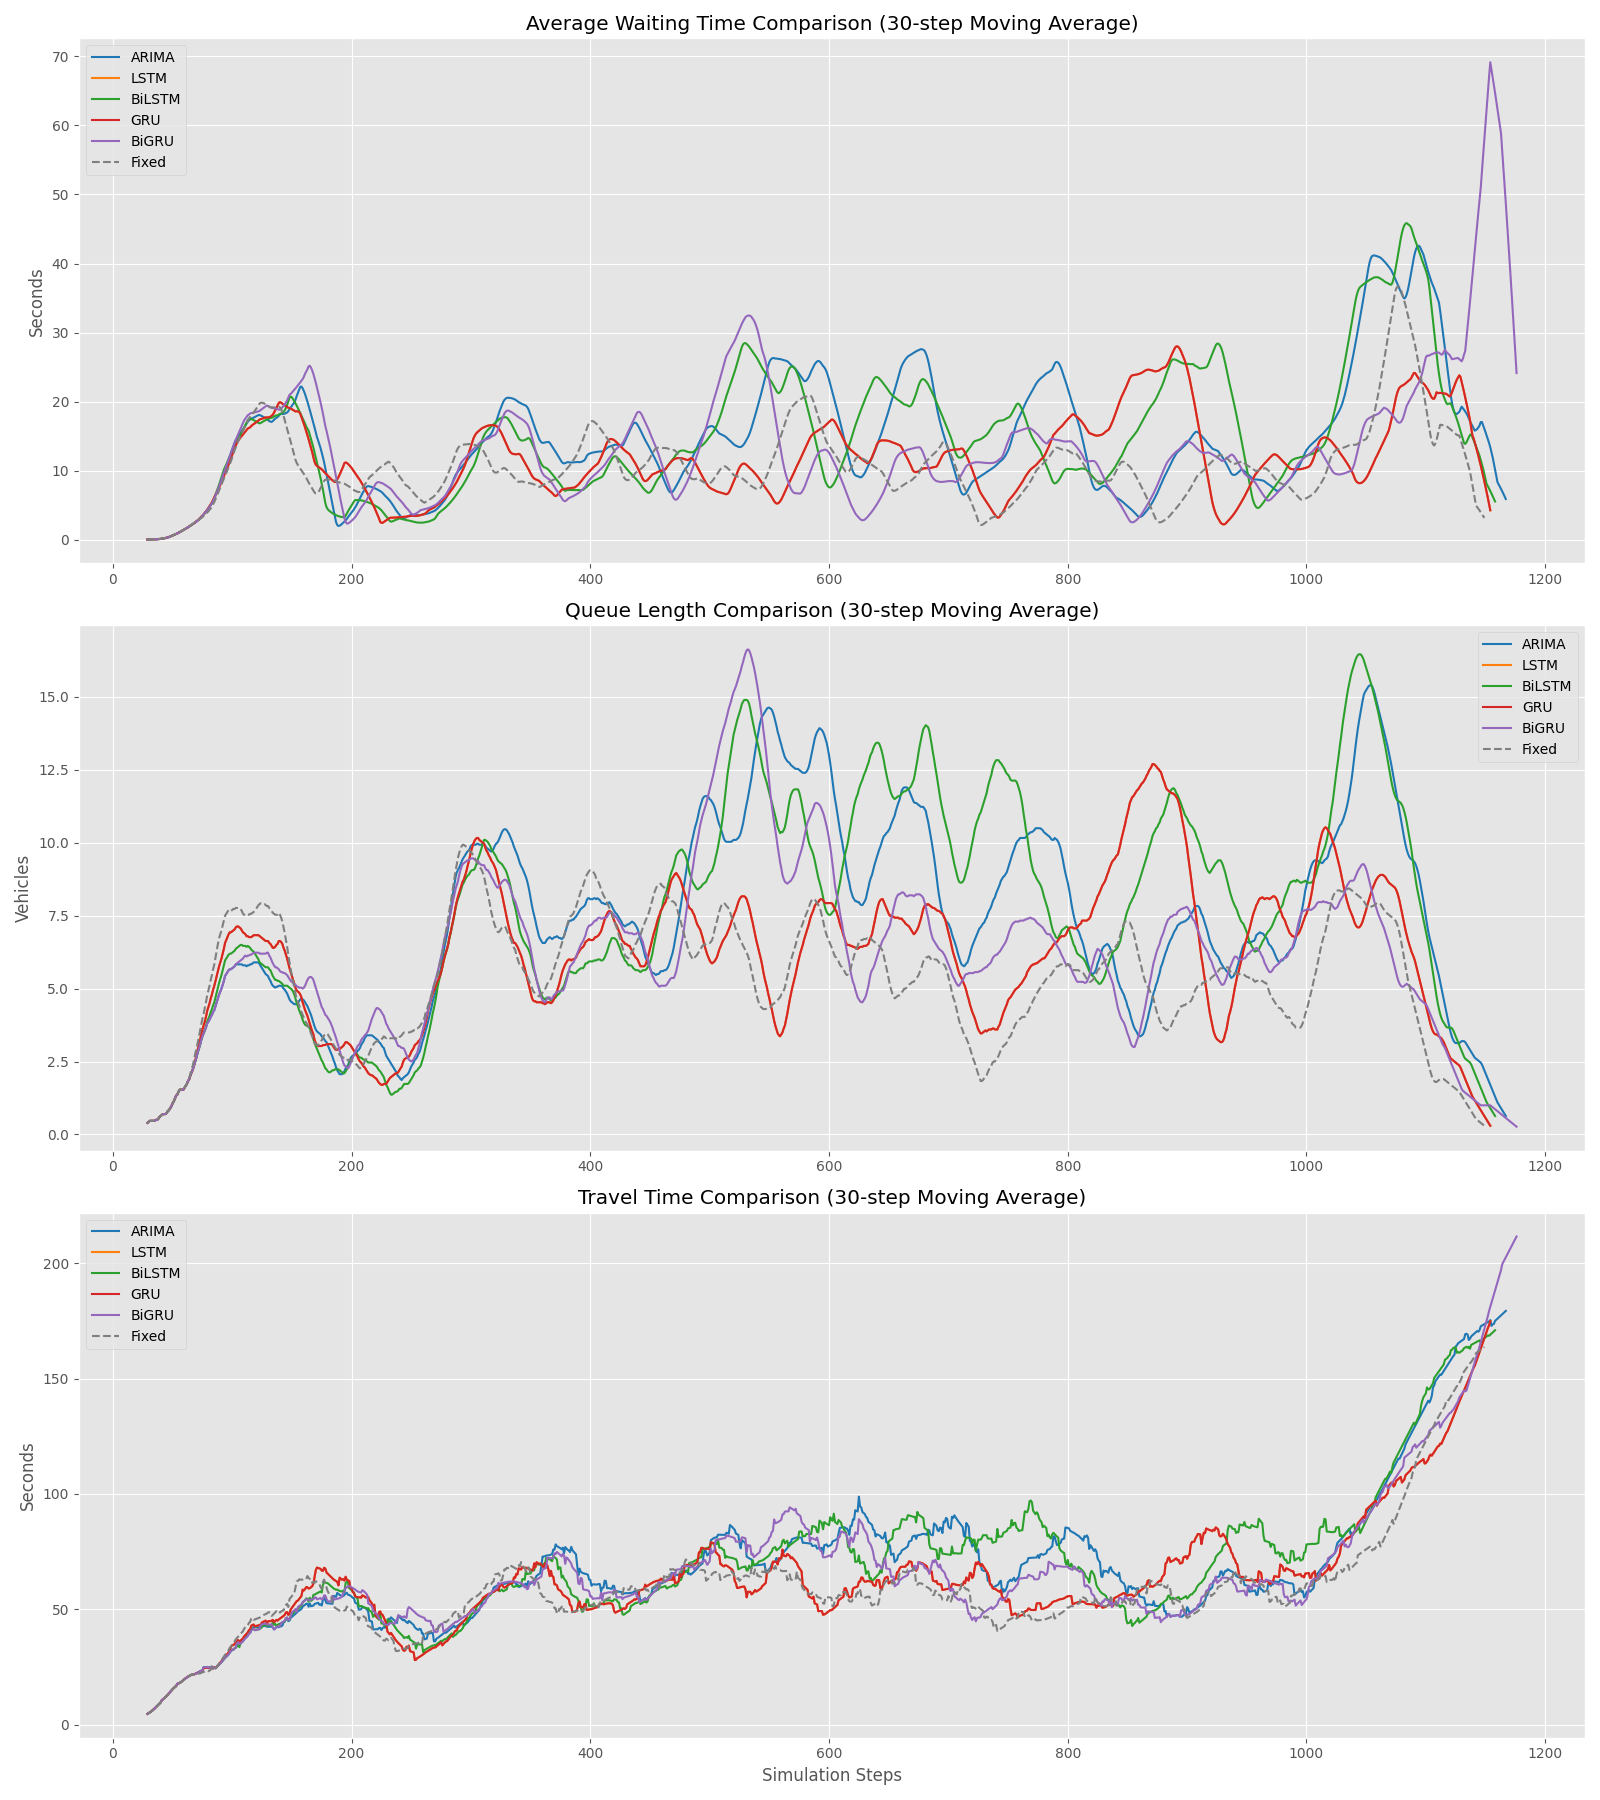 Average Waiting Time Comparison (30-step Moving Average)
70
60
50
40
30
20
10
0
Seconds
ARIMA
LSTM
BiLSTM
GRU
BiGRU
Fixed
0 200 400 600 800 1000 1200
Queue Length Comparison (30-step Moving Average)
15.0
12.5
10.0
7.5
5.0
2.5
0.0
Vehicles
ARIMA
LSTM
BiLSTM
GRU
BiGRU
Fixed
0 200 400 600 800 1000 1200
Travel Time Comparison (30-step Moving Average)
200
150
100
50
0
Seconds
ARIMA
LSTM
BiLSTM
GRU
BiGRU
Fixed
0 200 400 600 800 1000 1200
Simulation Steps